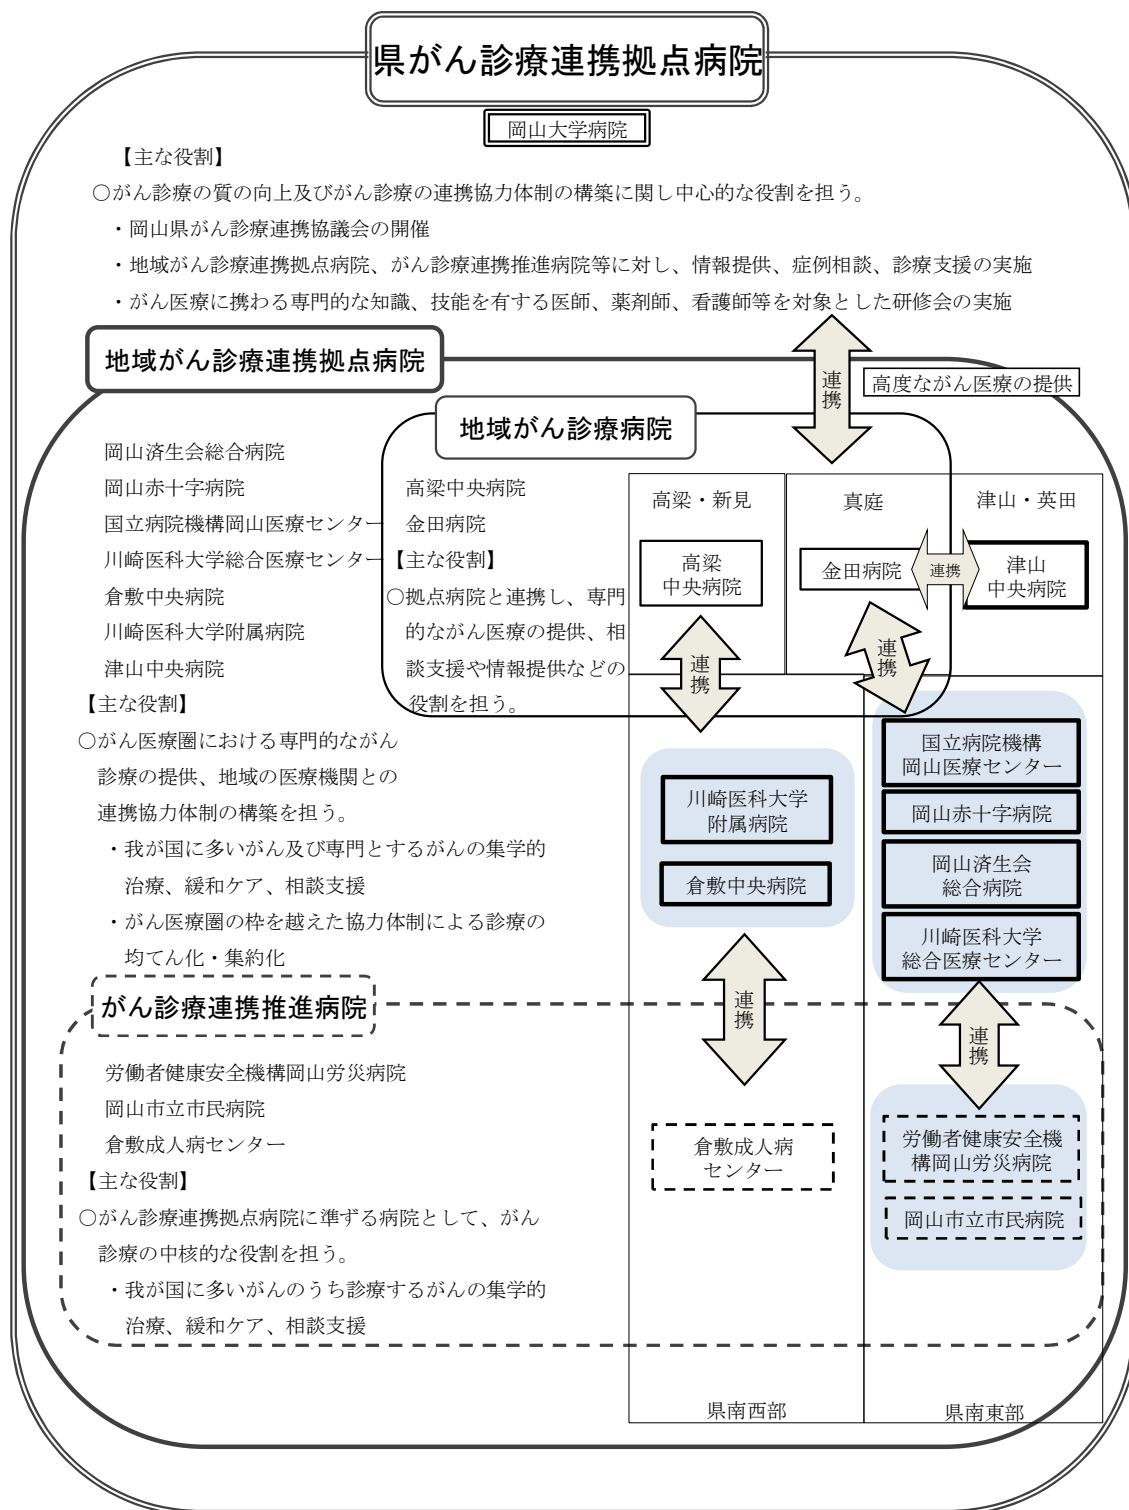 県がん診療連携拠点病院
岡山大学病院
【主な役割】
○がん診療の質の向上及びがん診療の連携協力体制の構築に関し中心的な役割を担う。
・岡山県がん診療連携協議会の開催
・地域がん診療連携拠点病院、がん診療連携推進病院等に対し、情報提供、症例相談、診療支援の実施
・がん医療に携わる専門的な知識、技能を有する医師、薬剤師、看護師等を対象とした研修会の実施
連携
高度ながん医療の提供
地域がん診療連携拠点病院
岡山済生会総合病院
岡山赤十字病院
国立病院機構岡山医療センター
川崎医科大学総合医療センター
倉敷中央病院
川崎医科大学附属病院
津山中央病院
【主な役割】
○がん医療圏における専門的ながん
診療の提供、地域の医療機関との
連携協力体制の構築を担う。
・我が国に多いがん及び専門とするがんの集学的
治療、緩和ケア、相談支援
・がん医療圏の枠を越えた協力体制による診療の
均てん化・集約化
地域がん診療病院
高梁中央病院
金田病院
【主な役割】
○拠点病院と連携し、専門
的ながん医療の提供、相
談支援や情報提供などの
役割を担う。
高梁・新見
真庭
津山・英田
高梁
中央病院
金田病院
連携
津山
中央病院
連携
連携
川崎医科大学
附属病院
倉敷中央病院
国立病院機構
岡山医療センター
岡山赤十字病院
岡山済生会
総合病院
川崎医科大学
総合医療センター
連携
連携
がん診療連携推進病院
労働者健康安全機構岡山労災病院
岡山市立市民病院
倉敷成人病センター
【主な役割】
○がん診療連携拠点病院に準ずる病院として、がん
診療の中核的な役割を担う。
・我が国に多いがんのうち診療するがんの集学的
治療、緩和ケア、相談支援
倉敷成人病
センター
労働者健康安全機
構岡山労災病院
岡山市立市民病院
県南西部
県南東部